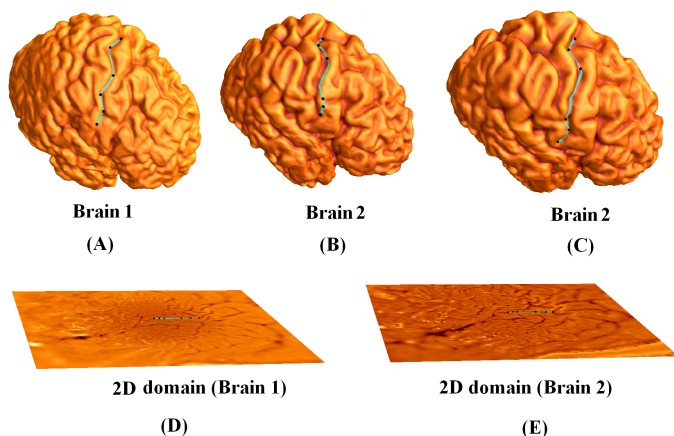 Brain 1
Brain 2
Brain 2
(A)
(B)
(C)
2D domain (Brain 1)
2D domain (Brain 2)
(D)
(E)